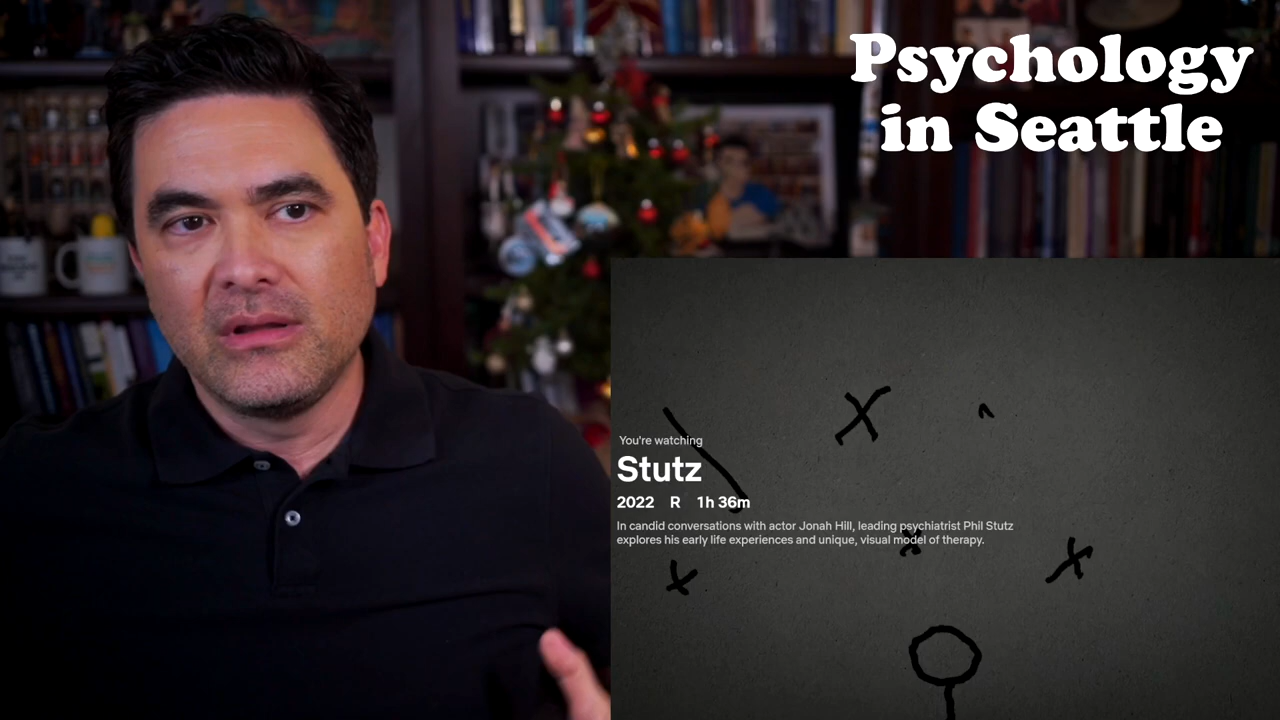 Psychology
in Seattle
You're watching
Stutz
2022 R 1h 36m
In candid conversations with actor Jonah Hill, leading psychiatrist Phil Stutz
explores his early life experiences and unique, visual model of therapy.